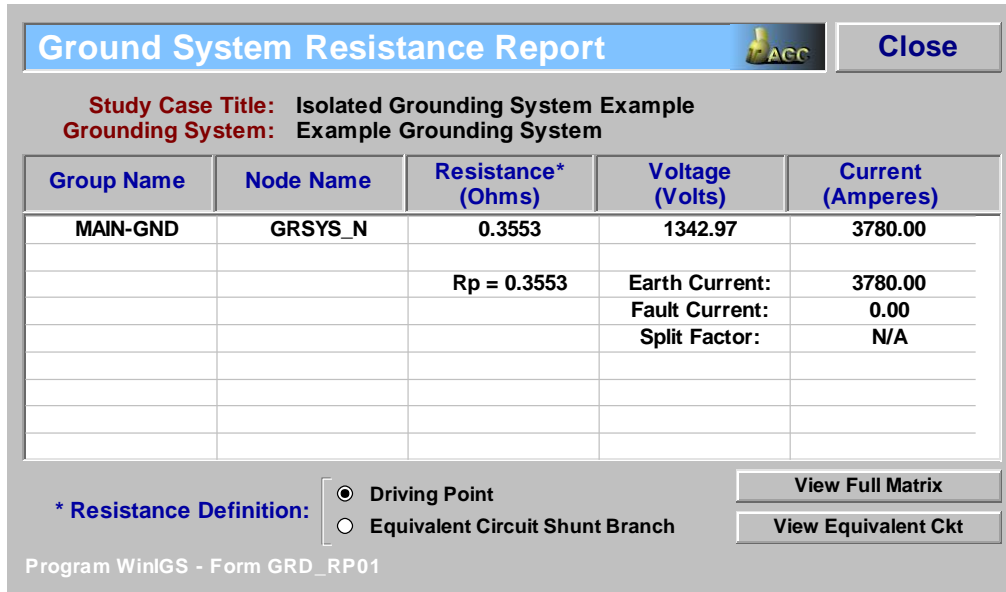 Ground System Resistance Report
AGC
Close
Study Case Title: Isolated Grounding System Example
Grounding System: Example Grounding System
Group Name Node Name Resistance* (Ohms) Voltage (Volts) Current (Amperes)
MAIN-GND GRSYS_N 0.3553 1342.97 3780.00
Rp = 0.3553 Earth Current: 3780.00
Fault Current: 0.00
Split Factor: N/A
* Resistance Definition:
Driving Point
Equivalent Circuit Shunt Branch
View Full Matrix
View Equivalent Ckt
Program WinIGS - Form GRD_RP01